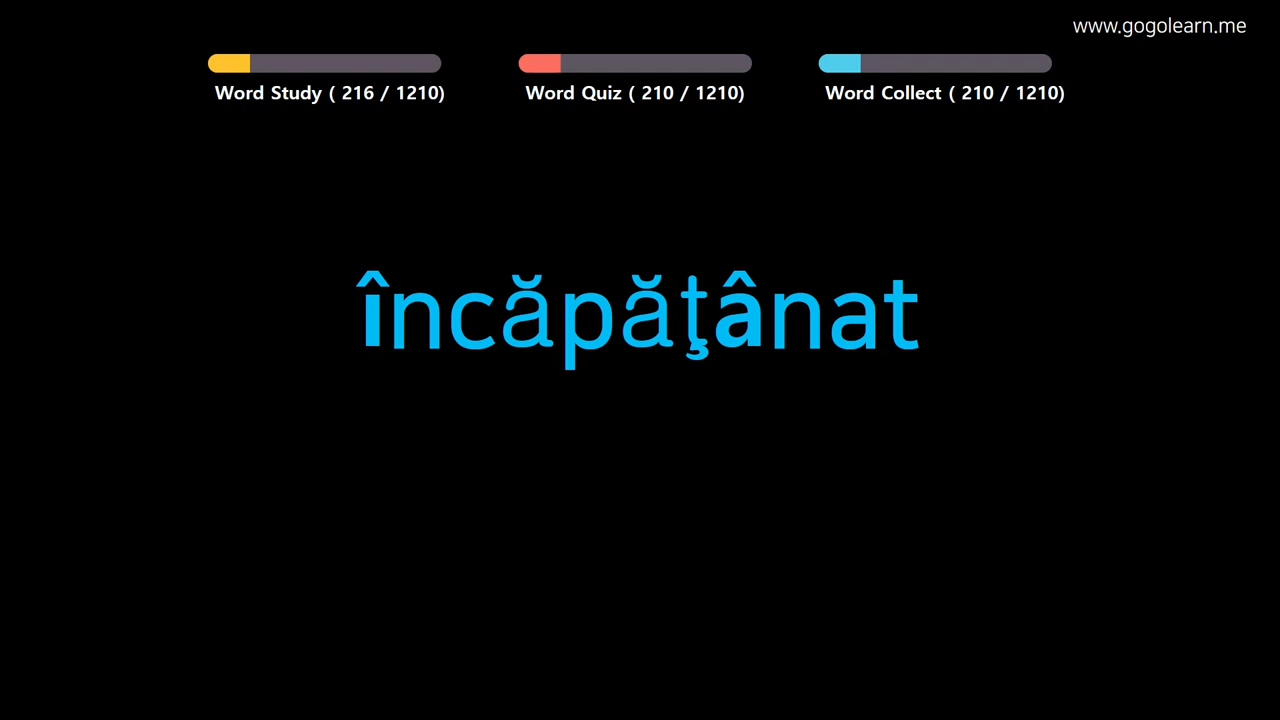 www.gogolearn.me
Word Study ( 216 / 1210)
Word Quiz ( 210 / 1210)
Word Collect ( 210 / 1210)
încăpăţânat